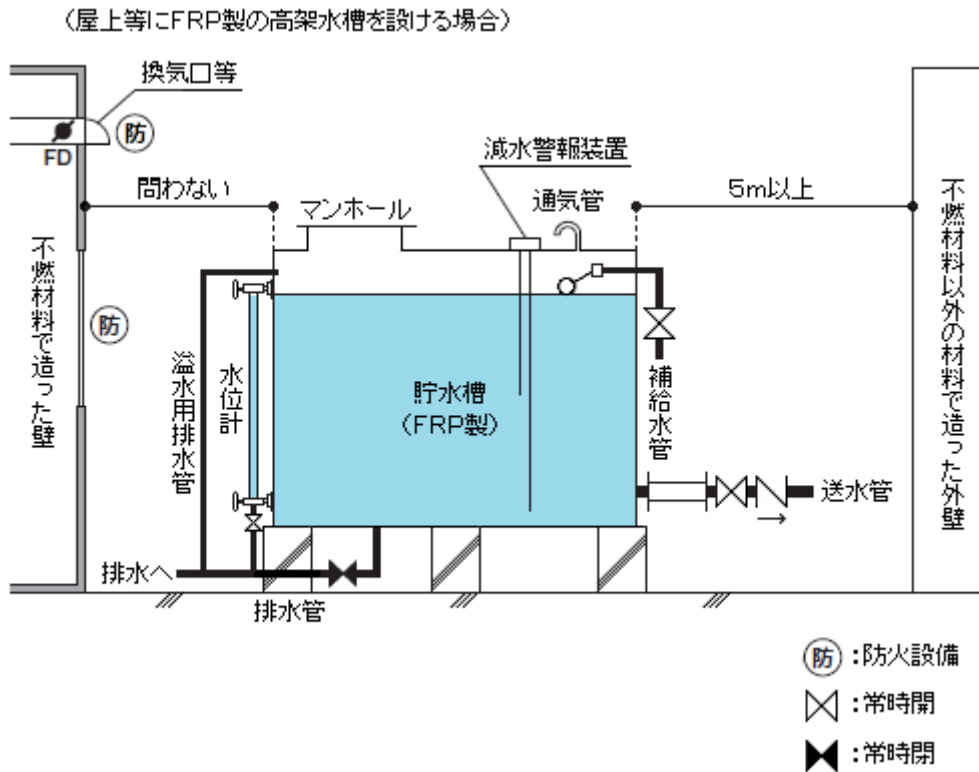 (屋上等にFRP製の高架水槽を設ける場合)
換気口等
防
FD
減水警報装置
問わない
マンホール
通気管
5m以上
不燃材料で造った壁
防
溢水用排水管
水位計
貯水槽
(FRP製)
補給水管
不燃材料以外の材料で造った外壁
送水管
排水へ
排水管
防:防火設備
:常時開
:常時閉